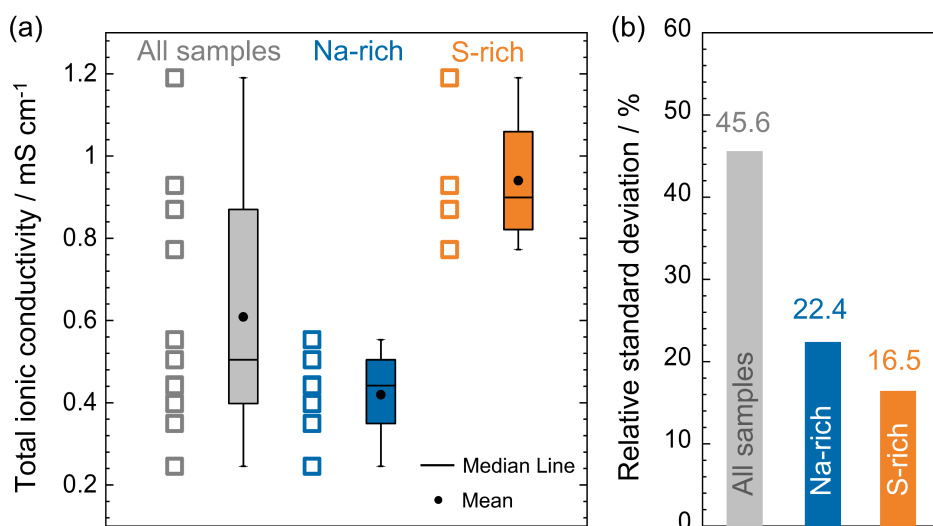 (a)
All samples
Na-rich
S-rich
Total ionic conductivity / mS cm⁻¹
1.2
1
0.8
0.6
0.4
0.2
Median Line
Mean
(b)
Relative standard deviation / %
60
50
40
30
20
10
0
45.6
22.4
16.5
All samples
Na-rich
S-rich